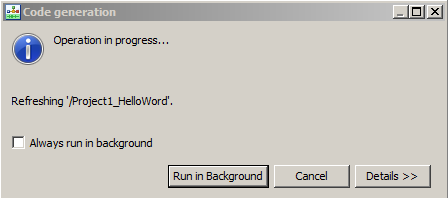 Code generation
Operation in progress...
Refreshing '/Project1_HelloWord'.
Always run in background
Run in Background
Cancel
Details >>